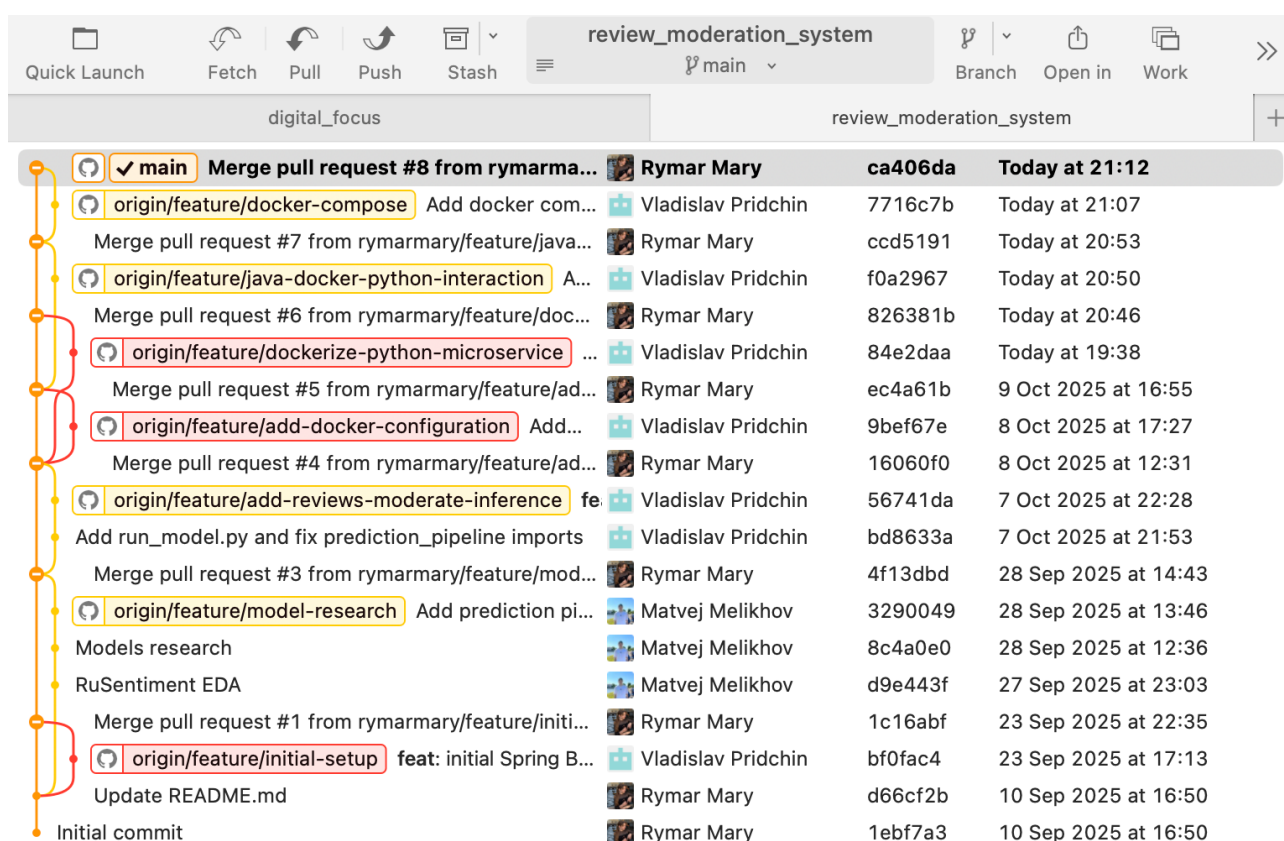 review_moderation_system
main
Quick Launch Fetch Pull Push Stash Branch Open in Work
digital_focus review_moderation_system
main Merge pull request #8 from rymarma... Rymar Mary ca406da Today at 21:12
origin/feature/docker-compose Add docker com... Vladislav Pridchin 7716c7b Today at 21:07
Merge pull request #7 from rymarmary/feature/java... Rymar Mary ccd5191 Today at 20:53
origin/feature/java-docker-python-interaction A... Vladislav Pridchin f0a2967 Today at 20:50
Merge pull request #6 from rymarmary/feature/doc... Rymar Mary 826381b Today at 20:46
origin/feature/dockerize-python-microservice ... Vladislav Pridchin 84e2daa Today at 19:38
Merge pull request #5 from rymarmary/feature/ad... Rymar Mary ec4a61b 9 Oct 2025 at 16:55
origin/feature/add-docker-configuration Add... Vladislav Pridchin 9bef67e 8 Oct 2025 at 17:27
Merge pull request #4 from rymarmary/feature/ad... Rymar Mary 16060f0 8 Oct 2025 at 12:31
origin/feature/add-reviews-moderate-inference fe Vladislav Pridchin 56741da 7 Oct 2025 at 22:28
Add run_model.py and fix prediction_pipeline imports Vladislav Pridchin bd8633a 7 Oct 2025 at 21:53
Merge pull request #3 from rymarmary/feature/mod... Rymar Mary 4f13dbd 28 Sep 2025 at 14:43
origin/feature/model-research Add prediction pi... Matvej Melikhov 3290049 28 Sep 2025 at 13:46
Models research Matvej Melikhov 8c4a0e0 28 Sep 2025 at 12:36
RuSentiment EDA Matvej Melikhov d9e443f 27 Sep 2025 at 23:03
Merge pull request #1 from rymarmary/feature/initi... Rymar Mary 1c16abf 23 Sep 2025 at 22:35
origin/feature/initial-setup feat: initial Spring B... Vladislav Pridchin bf0fac4 23 Sep 2025 at 17:13
Update README.md Rymar Mary d66cf2b 10 Sep 2025 at 16:50
Initial commit Rymar Mary 1ebf7a3 10 Sep 2025 at 16:50